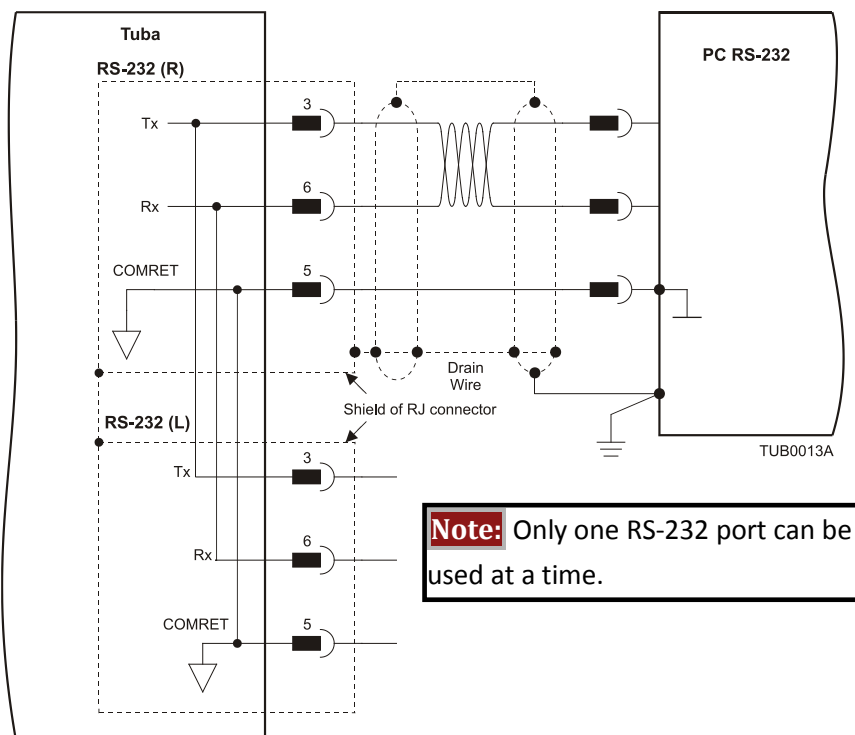 Tuba
RS-232 (R)
PC RS-232
3
Tx
6
Rx
COMRET
5
Drain
Wire
Shield of RJ connector
RS-232 (L)
TUB0013A
3
Tx
Note: Only one RS-232 port can be
used at a time.
6
Rx
5
COMRET